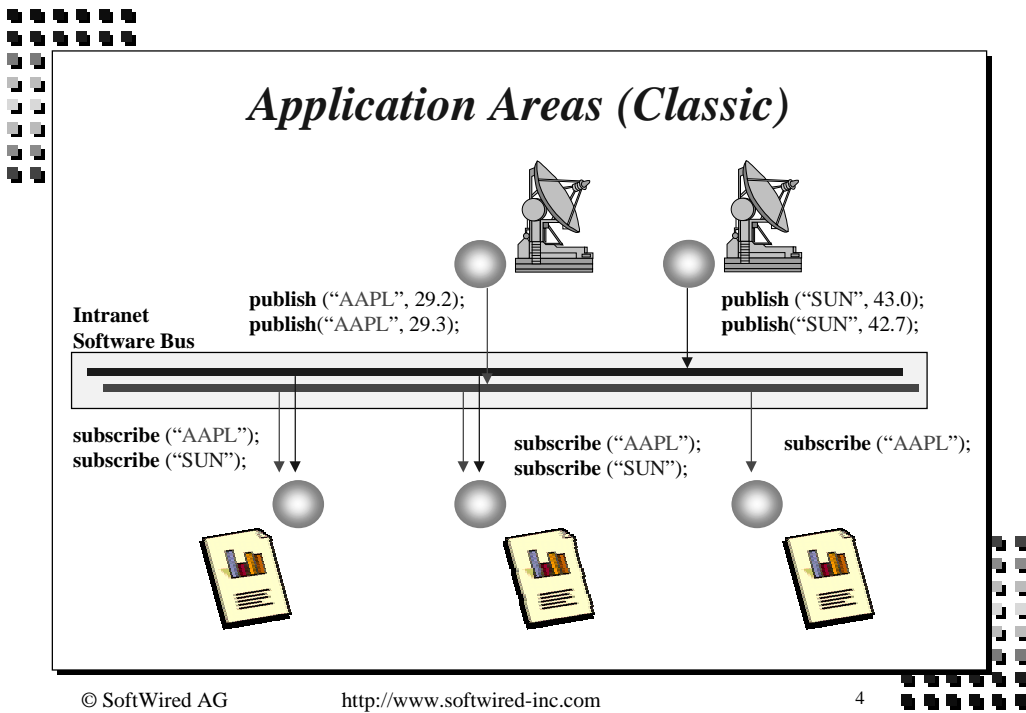 Application Areas (Classic)
publish (“AAPL”, 29.2);
publish(“AAPL”, 29.3);
publish (“SUN”, 43.0);
publish(“SUN”, 42.7);
Intranet
Software Bus
subscribe (“AAPL”);
subscribe (“SUN”);
subscribe (“AAPL”);
subscribe (“SUN”);
subscribe (“AAPL”);
© SoftWired AG
http://www.softwired-inc.com
4